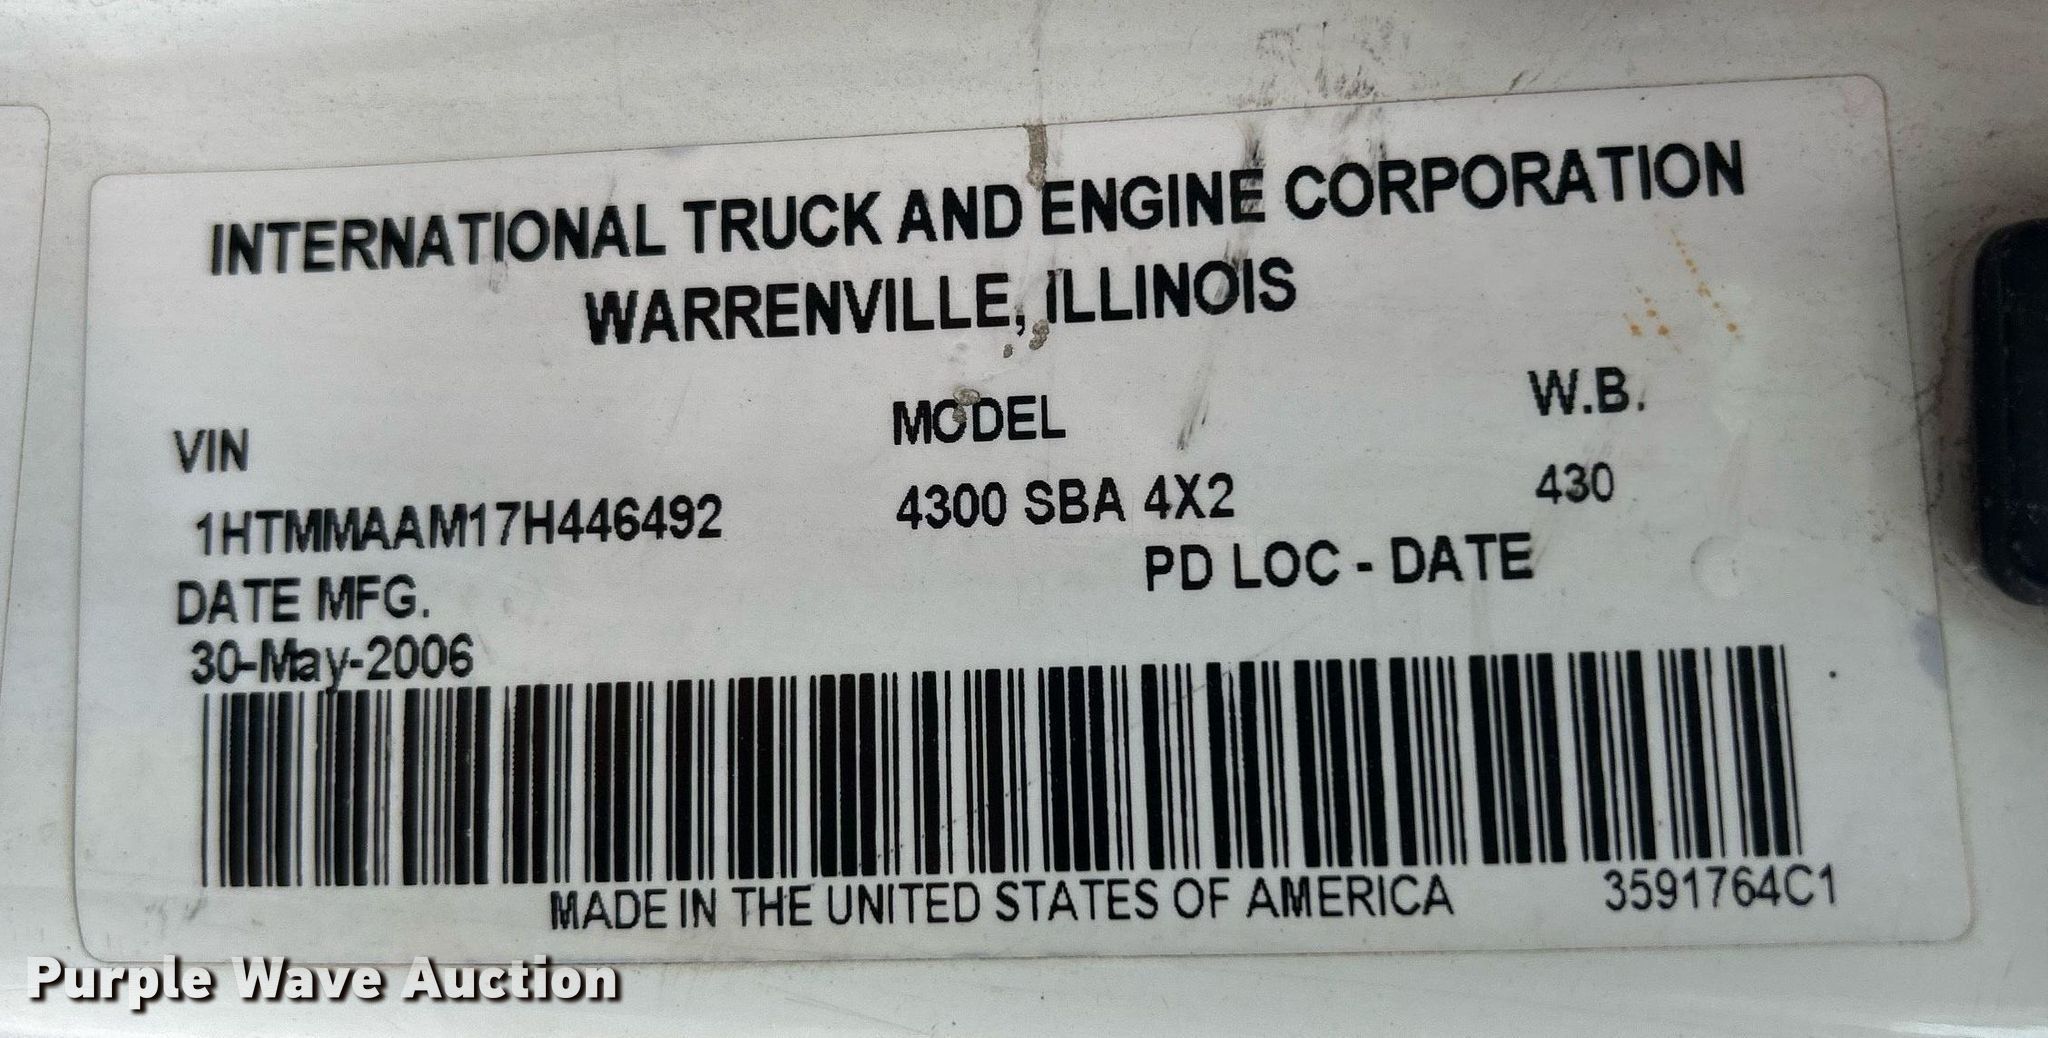 INTERNATIONAL TRUCK AND ENGINE CORPORATION
WARRENVILLE, ILLINOIS
VIN MODEL W.B.
1HTMMAAM17H446492 4300 SBA 4X2 430
DATE MFG. PD LOC - DATE
30-May-2006
MADE IN THE UNITED STATES OF AMERICA 3591764C1
Purple Wave Auction